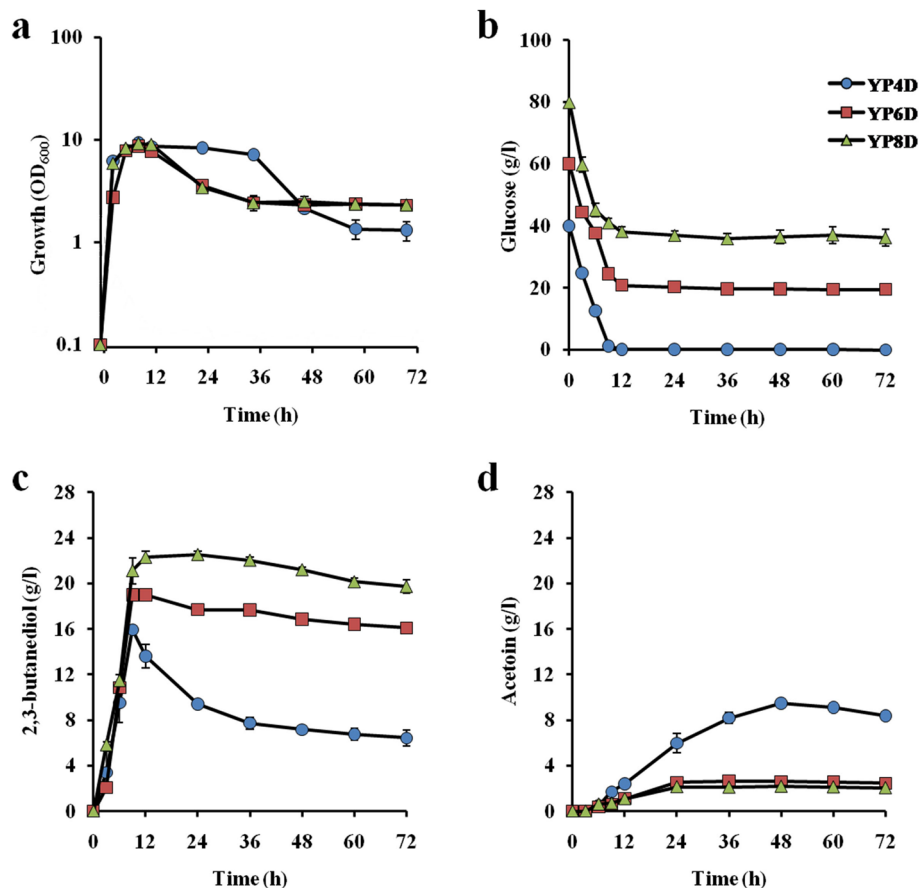 a
100
10
1
0.1
Growth (OD600)
0 12 24 36 48 60 72
Time (h)
b
100
80
60
40
20
0
Glucose (g/l)
YP4D
YP6D
YP8D
0 12 24 36 48 60 72
Time (h)
c
28
24
20
16
12
8
4
0
2,3-butanediol (g/l)
0 12 24 36 48 60 72
Time (h)
d
28
24
20
16
12
8
4
0
Acetoin (g/l)
0 12 24 36 48 60 72
Time (h)